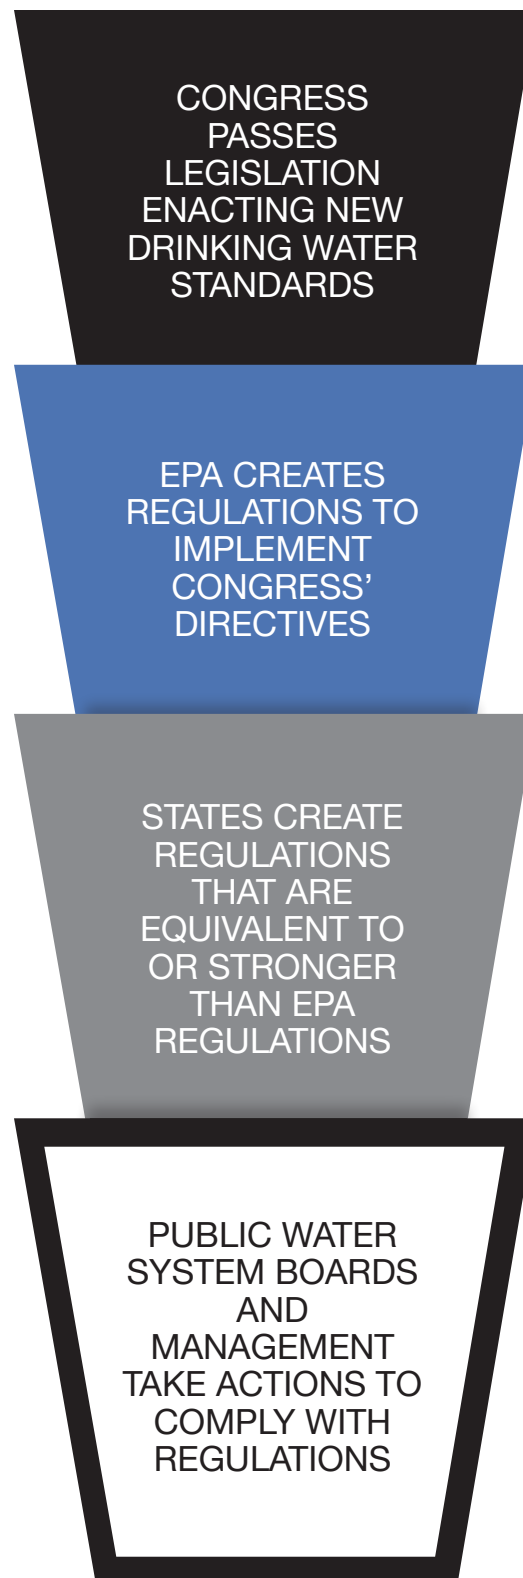 CONGRESS
PASSES
LEGISLATION
ENACTING NEW
DRINKING WATER
STANDARDS
EPA CREATES
REGULATIONS TO
IMPLEMENT
CONGRESS’
DIRECTIVES
STATES CREATE
REGULATIONS
THAT ARE
EQUIVALENT TO
OR STRONGER
THAN EPA
REGULATIONS
PUBLIC WATER
SYSTEM BOARDS
AND
MANAGEMENT
TAKE ACTIONS TO
COMPLY WITH
REGULATIONS